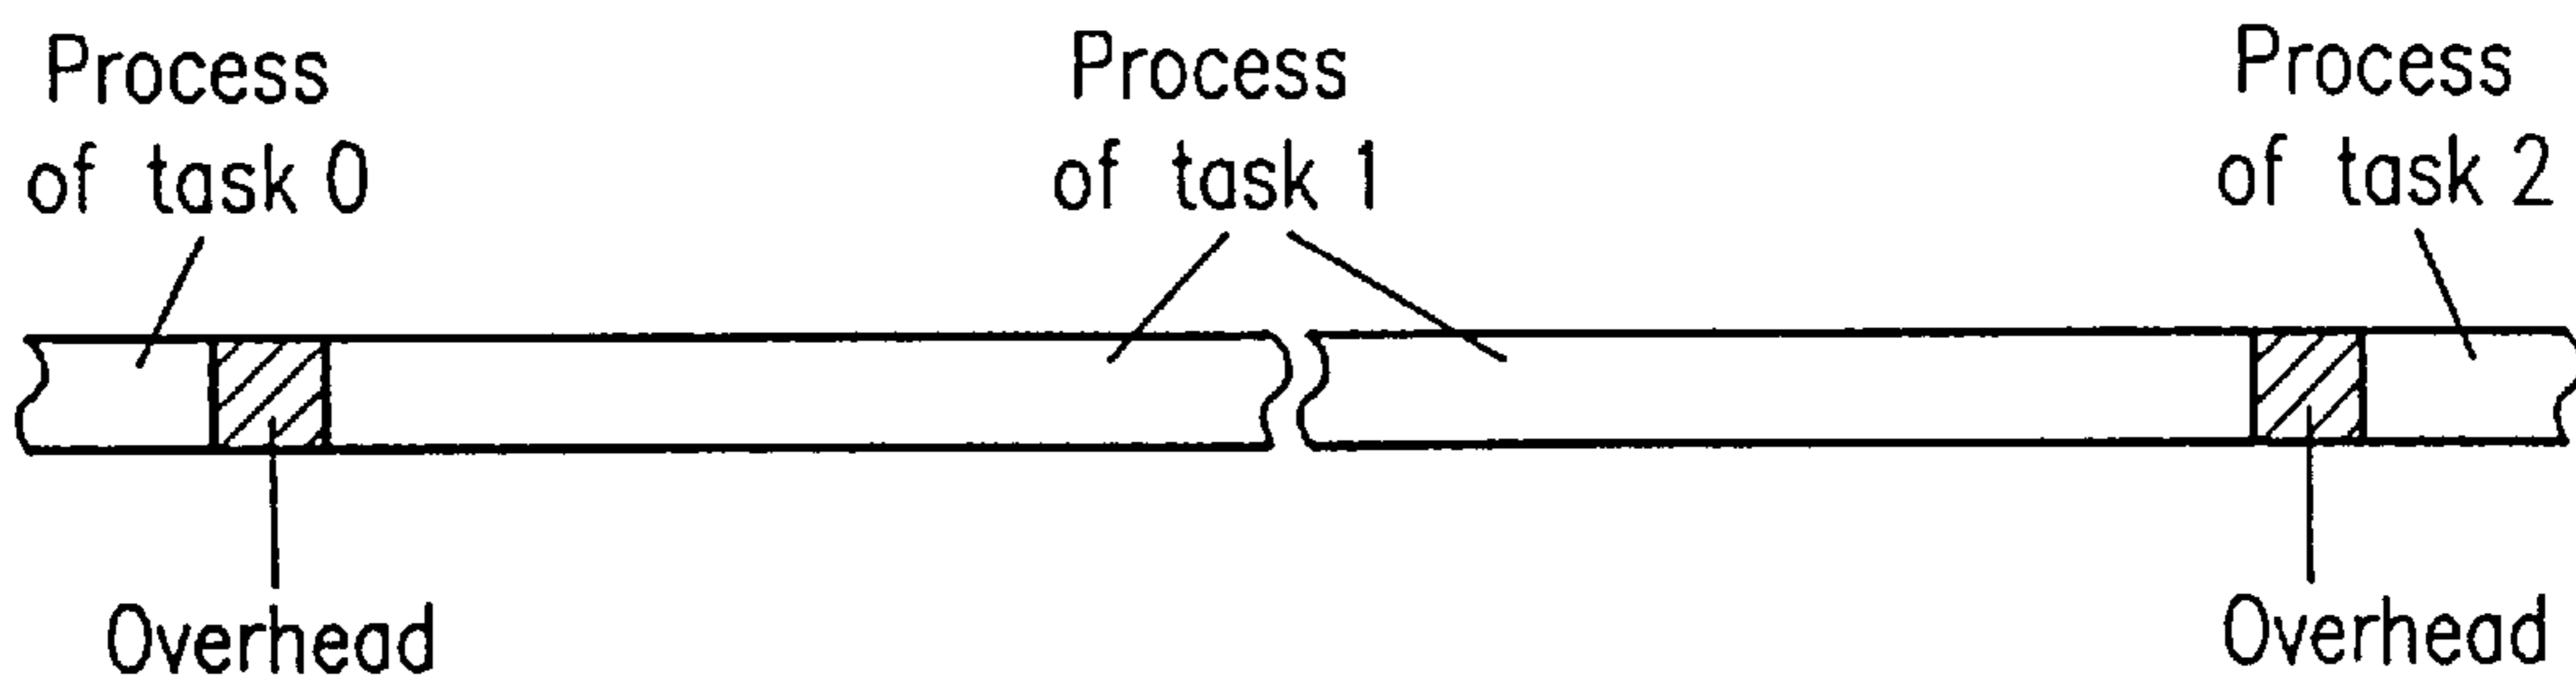 Process
of task 0
Process
of task 1
Process
of task 2
Overhead
Overhead